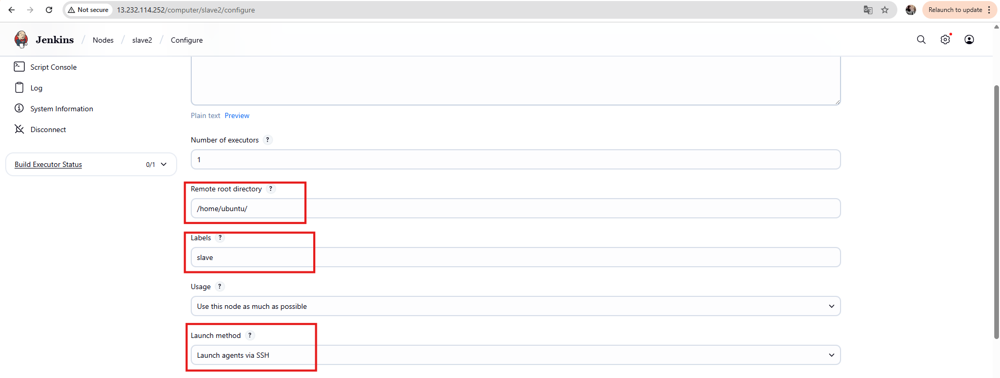 Not secure
13.232.114.252/computer/slave2/configure
Relaunch to update
Jenkins / Nodes / slave2 / Configure
Script Console
Log
System Information
Disconnect
Build Executor Status 0/1
Plain text Preview
Number of executors ?
1
Remote root directory ?
/home/ubuntu/
Labels ?
slave
Usage ?
Use this node as much as possible
Launch method ?
Launch agents via SSH